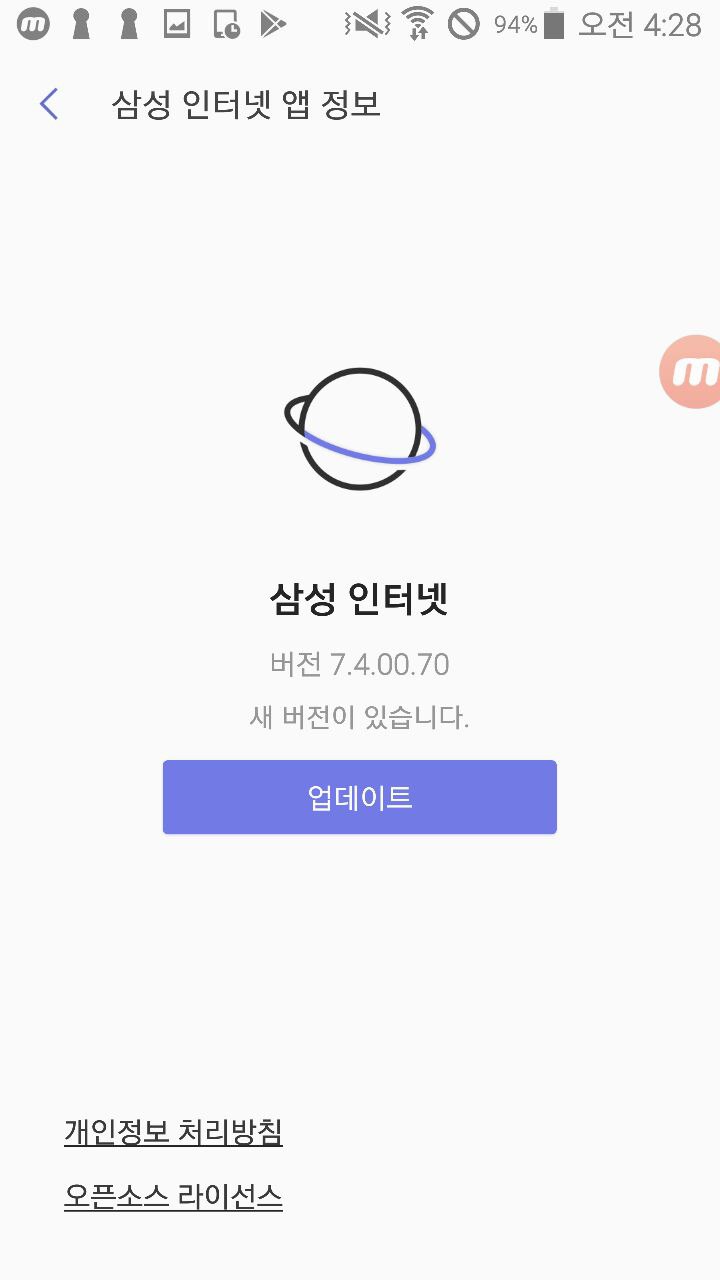 94% 오전 4:28
삼성 인터넷 앱 정보
삼성 인터넷
버전 7.4.00.70
새 버전이 있습니다.
업데이트
개인정보 처리방침
오픈소스 라이선스